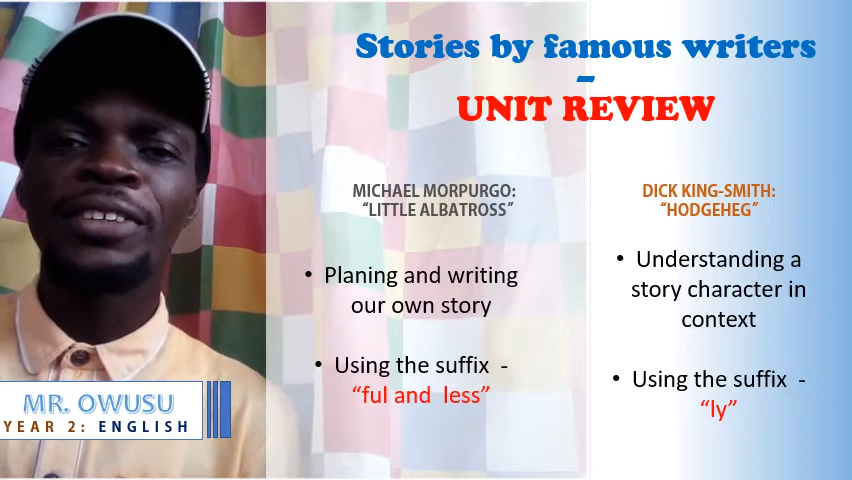 Stories by famous writers
–
UNIT REVIEW
MICHAEL MORPURGO:
“LITTLE ALBATROSS”
• Planing and writing
our own story
• Using the suffix -
“ful and less”
DICK KING-SMITH:
“HODGEHEG”
• Understanding a
story character in
context
• Using the suffix -
“ly”
MR. OWUSU
YEAR 2: ENGLISH